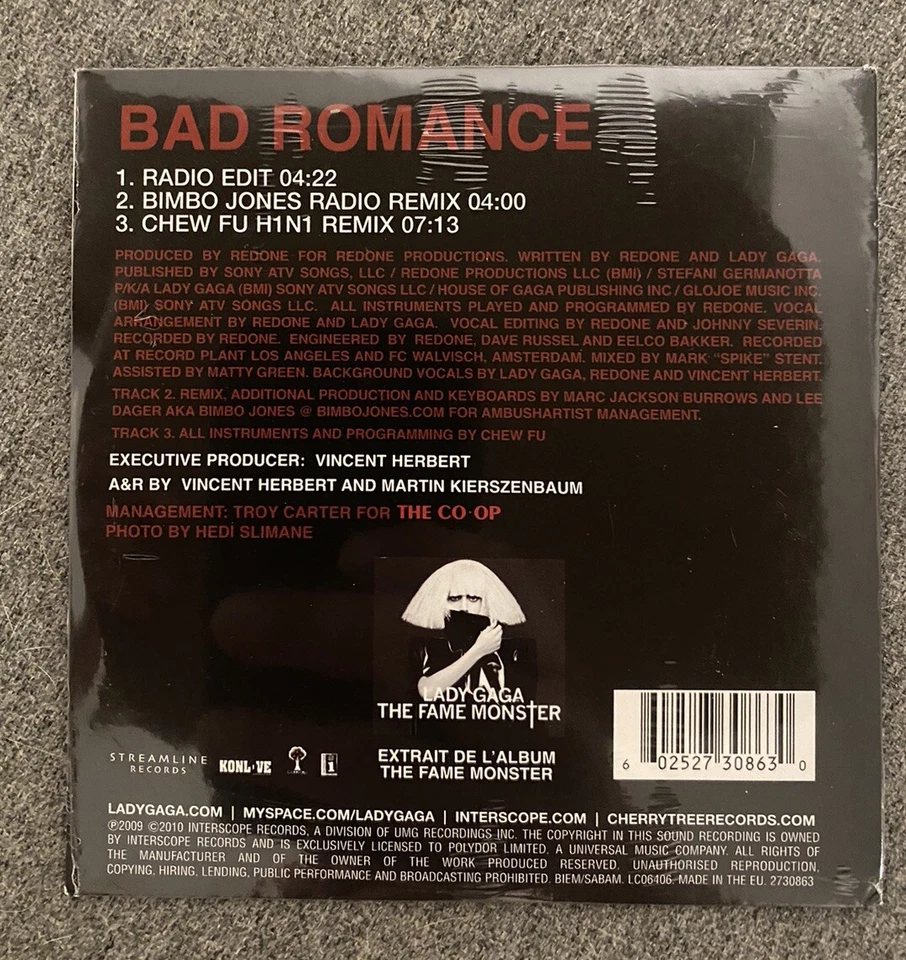 BAD ROMANCE
1. RADIO EDIT 04:22
2. BIMBO JONES RADIO REMIX 04:00
3. CHEW FU H1N1 REMIX 07:13
PRODUCED BY REDONE FOR REDONE PRODUCTIONS. WRITTEN BY REDONE AND LADY GAGA.
PUBLISHED BY SONY ATV SONGS, LLC / REDONE PRODUCTIONS LLC (BMI) / STEFANI GERMANOTTA
P/K/A LADY GAGA (BMI) SONY ATV SONGS LLC / HOUSE OF GAGA PUBLISHING INC / GLOJOE MUSIC INC.
(BMI) SONY ATV SONGS LLC. ALL INSTRUMENTS PLAYED AND PROGRAMMED BY REDONE. VOCAL
ARRANGEMENT BY REDONE AND LADY GAGA. VOCAL EDITING BY REDONE AND JOHNNY SEVERIN.
RECORDED BY REDONE. ENGINEERED BY REDONE, DAVE RUSSEL AND EELCO BAKKER. RECORDED
AT RECORD PLANT LOS ANGELES AND FC WALVISCH, AMSTERDAM. MIXED BY MARK "SPIKE" STENT.
ASSISTED BY MATTY GREEN. BACKGROUND VOCALS BY LADY GAGA, REDONE AND VINCENT HERBERT.
TRACK 2. REMIX, ADDITIONAL PRODUCTION AND KEYBOARDS BY MARC JACKSON BURROWS AND LEE
DAGER AKA BIMBO JONES @ BIMBOJONES.COM FOR AMBUSHARTIST MANAGEMENT.
TRACK 3. ALL INSTRUMENTS AND PROGRAMMING BY CHEW FU
EXECUTIVE PRODUCER: VINCENT HERBERT
A&R BY VINCENT HERBERT AND MARTIN KIERSZENBAUM
MANAGEMENT: TROY CARTER FOR THE CO-OP
PHOTO BY HEDI SLIMANE
LADY GAGA
THE FAME MONSTER
STREAMLINE
RECORDS
KONLIVE
i
EXTRAIT DE L'ALBUM
THE FAME MONSTER
6 02527 30863 0
LADYGAGA.COM | MYSPACE.COM/LADYGAGA | INTERSCOPE.COM | CHERRYTREERECORDS.COM
℗2009 ©2010 INTERSCOPE RECORDS, A DIVISION OF UMG RECORDINGS INC. THE COPYRIGHT IN THIS SOUND RECORDING IS OWNED
BY INTERSCOPE RECORDS AND IS EXCLUSIVELY LICENSED TO POLYDOR LIMITED. A UNIVERSAL MUSIC COMPANY. ALL RIGHTS OF
THE MANUFACTURER AND OF THE OWNER OF THE WORK PRODUCED RESERVED. UNAUTHORISED REPRODUCTION,
COPYING, HIRING, LENDING, PUBLIC PERFORMANCE AND BROADCASTING PROHIBITED. BIEM/SABAM. LC06406. MADE IN THE EU. 2730863